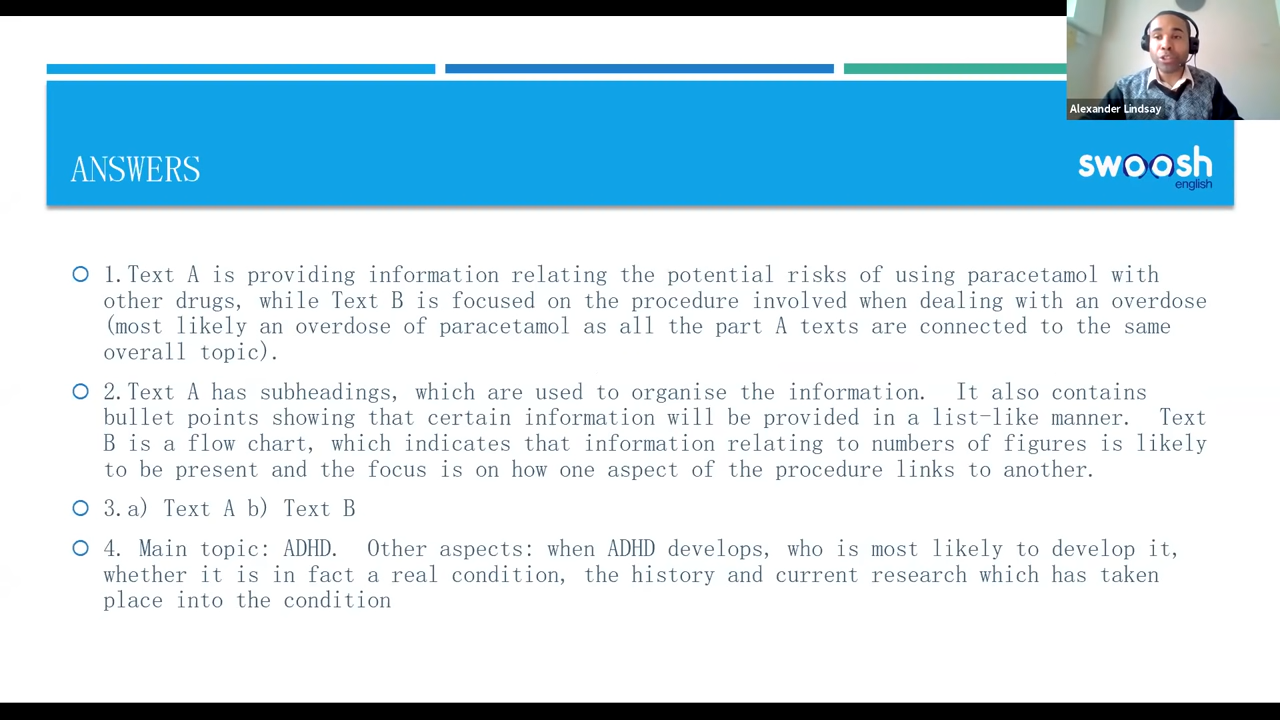 Alexander Lindsay
ANSWERS
swoosh
english
1.Text A is providing information relating the potential risks of using paracetamol with
other drugs, while Text B is focused on the procedure involved when dealing with an overdose
(most likely an overdose of paracetamol as all the part A texts are connected to the same
overall topic).
2.Text A has subheadings, which are used to organise the information.  It also contains
bullet points showing that certain information will be provided in a list-like manner.  Text
B is a flow chart, which indicates that information relating to numbers of figures is likely
to be present and the focus is on how one aspect of the procedure links to another.
3.a) Text A b) Text B
4. Main topic: ADHD.  Other aspects: when ADHD develops, who is most likely to develop it,
whether it is in fact a real condition, the history and current research which has taken
place into the condition